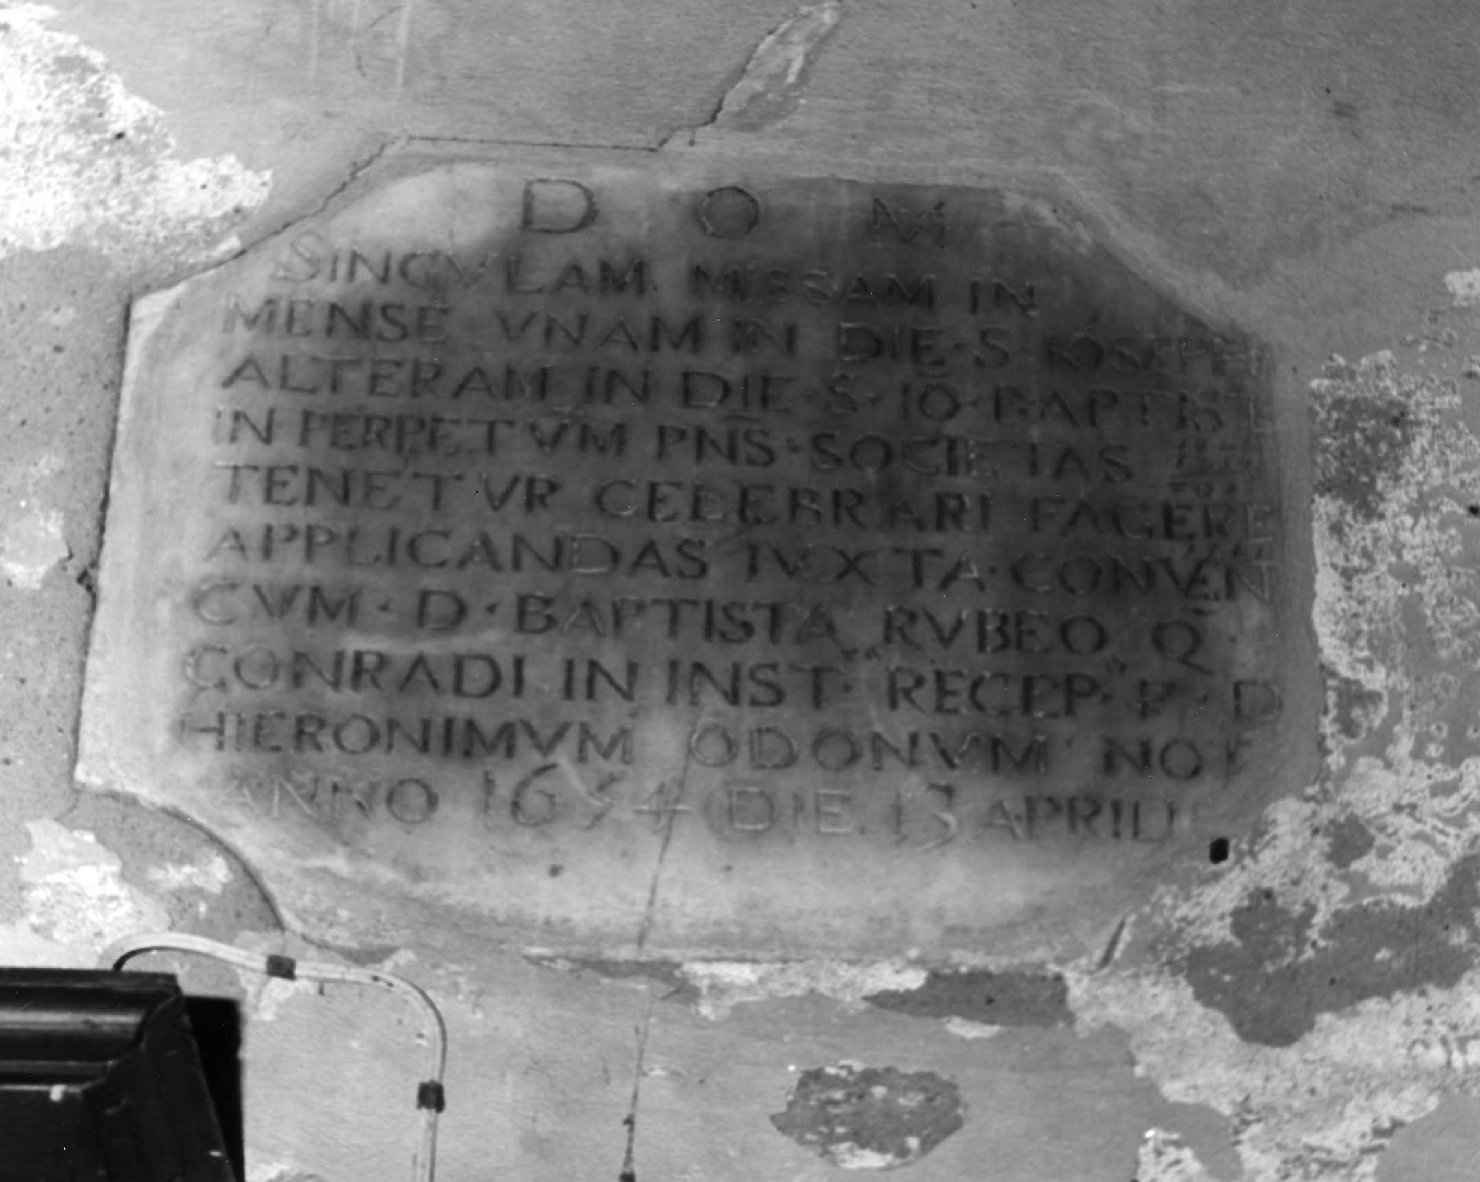 D O M
SINGVLAM MISSAM IN
MENSE VNAM IN DIE·S·IOSEPHI
ALTERAM IN DIE·S·IO·BAPTISTE
IN PERPETVM PNS·SOCIETAS
TENETVR CELEBRARI FACERE
APPLICANDAS IVXTA·CONVEN
CVM·D·BAPTISTA RVBEO Q·
CONRADI IN INST·RECEP·P·D
HIERONIMVM ODONVM NOT
ANNO 1654 DIE 13 APRILIS